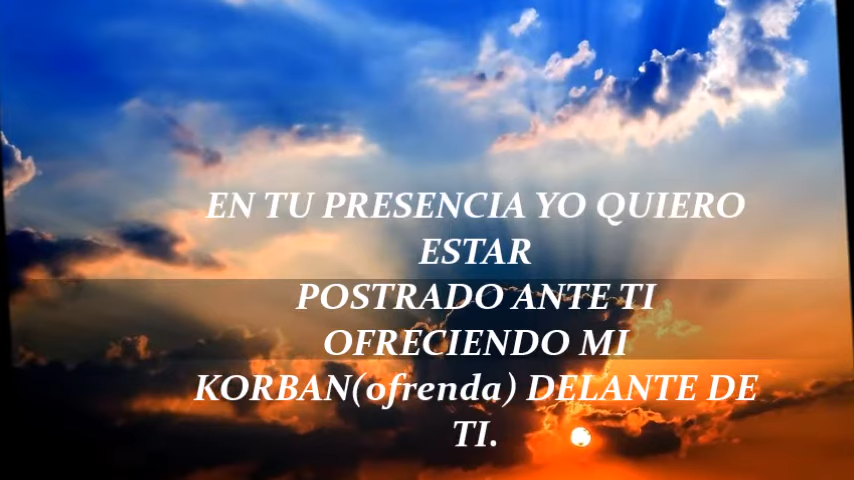 EN TU PRESENCIA YO QUIERO
ESTAR
POSTRADO ANTE TI
OFRECIENDO MI
KORBAN(ofrenda) DELANTE DE
TI.